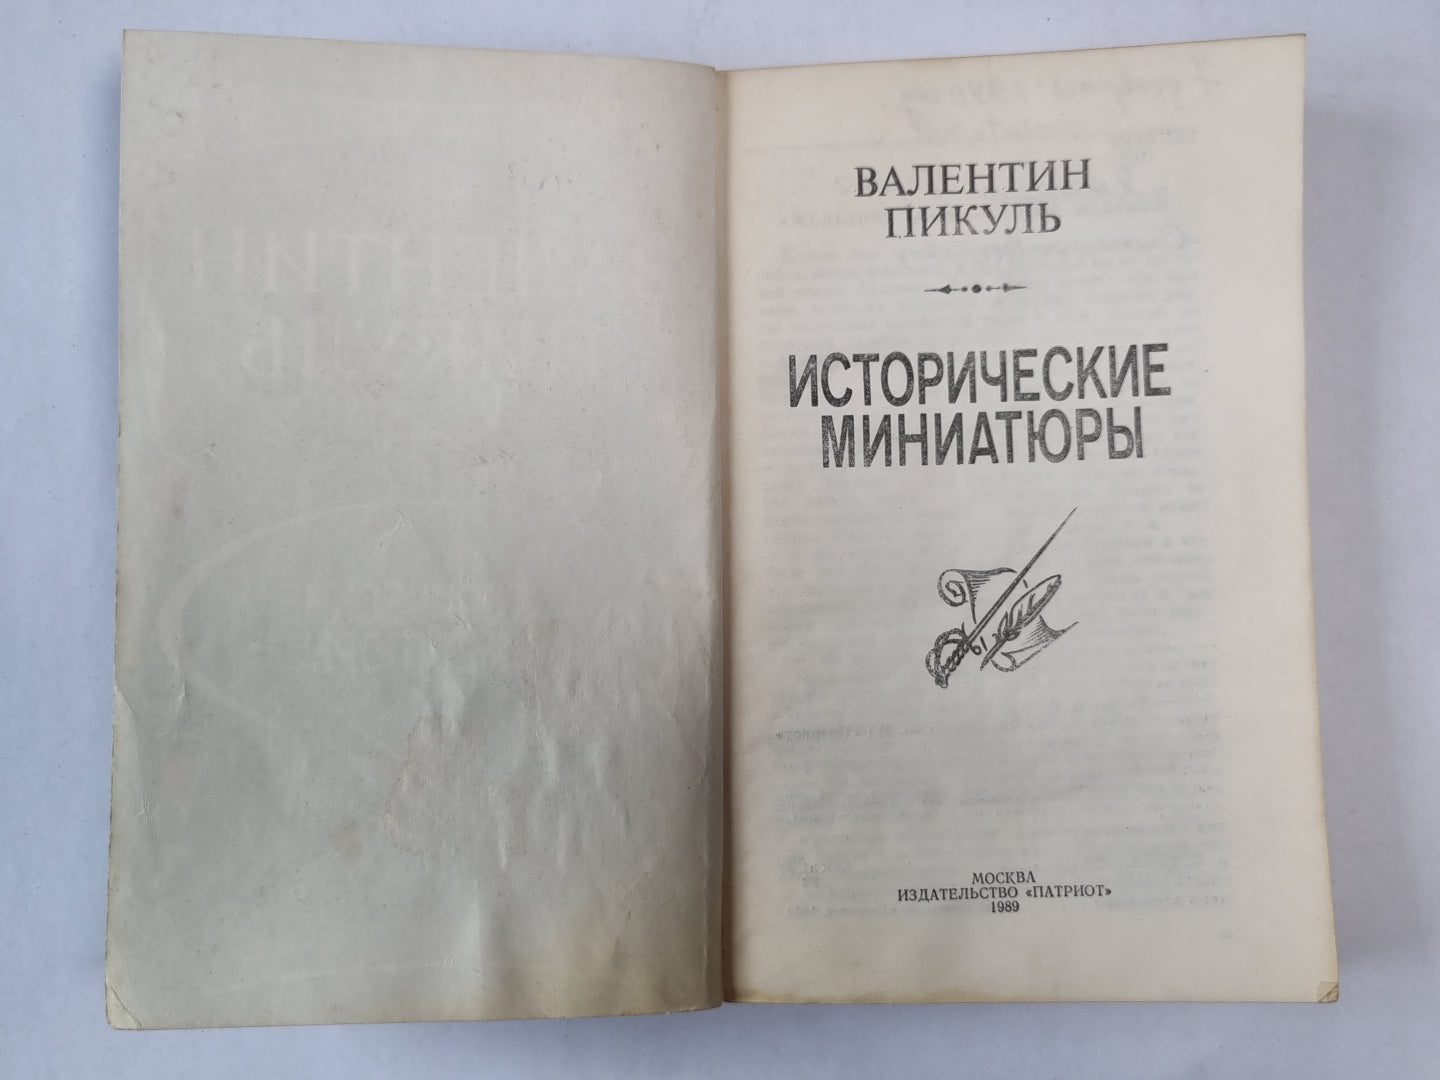 ВАЛЕНТИН
ПИКУЛЬ
ИСТОРИЧЕСКИЕ
МИНИАТЮРЫ
МОСКВА
ИЗДАТЕЛЬСТВО «ПАТРИОТ»
1989